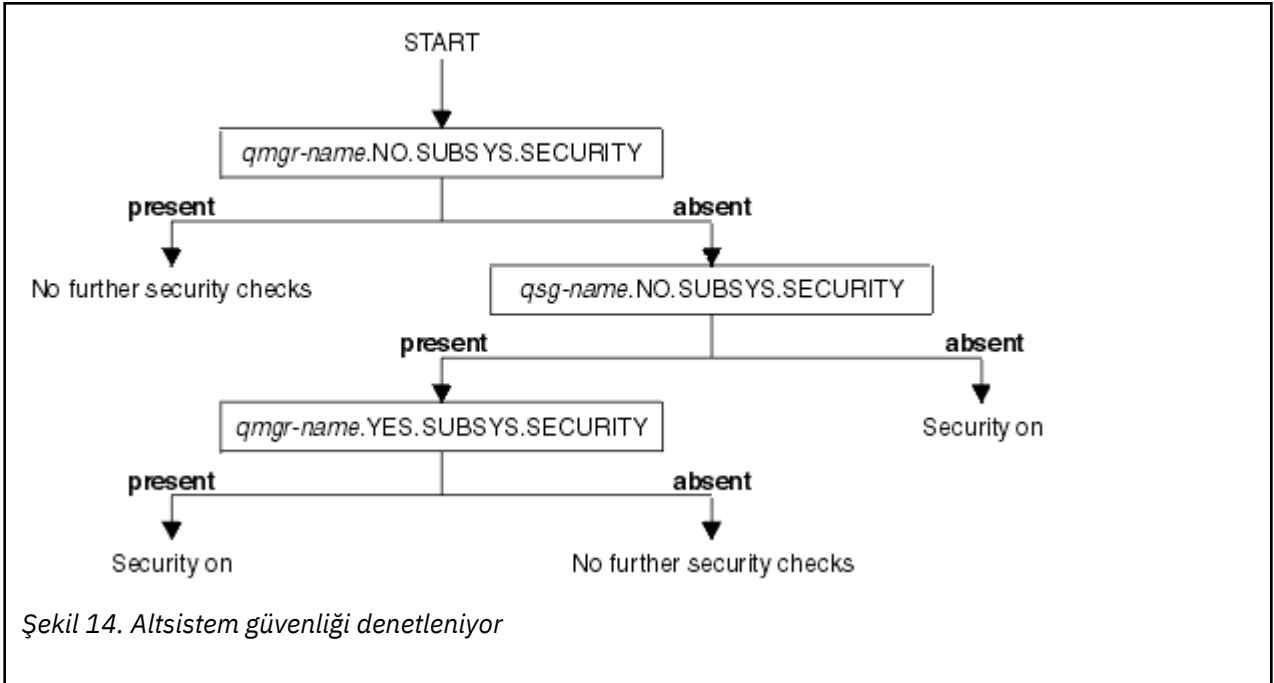 START
qmgr-name.NO.SUBSYS.SECURITY
present absent
No further security checks
qsg-name.NO.SUBSYS.SECURITY
present absent
qmgr-name.YES.SUBSYS.SECURITY
Security on
present absent
Security on No further security checks
Şekil 14. Altsistem güvenliği denetleniyor